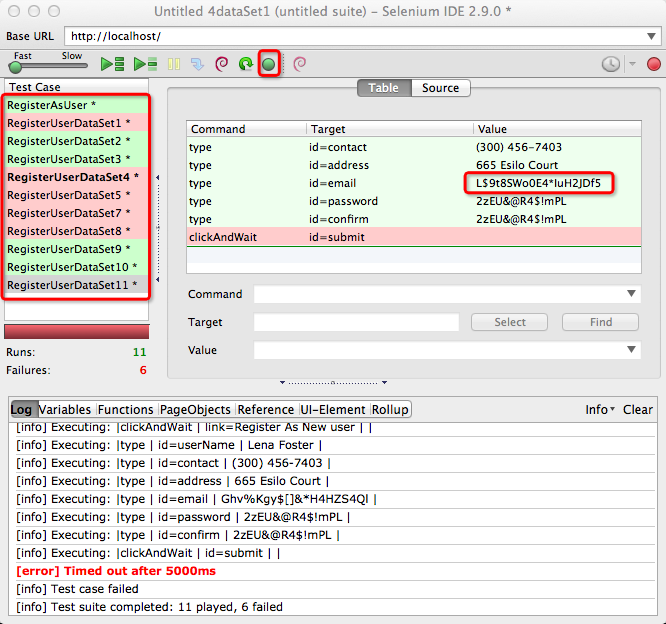 Untitled 4dataSet1 (untitled suite) - Selenium IDE 2.9.0 *
Base URL http://localhost/
Fast Slow
Test Case
RegisterAsUser *
RegisterUserDataSet1 *
RegisterUserDataSet2 *
RegisterUserDataSet3 *
RegisterUserDataSet4 *
RegisterUserDataSet5 *
RegisterUserDataSet7 *
RegisterUserDataSet8 *
RegisterUserDataSet9 *
RegisterUserDataSet10 *
RegisterUserDataSet11 *
Runs: 11
Failures: 6
Table Source
Command Target Value
type id=contact (300) 456-7403
type id=address 665 Esilo Court
type id=email L$9t8SWo0E4*IuH2JDf5
type id=password 2zEU&@R4$!mPL
type id=confirm 2zEU&@R4$!mPL
clickAndWait id=submit
Command
Target Select Find
Value
Log Variables Functions PageObjects Reference UI-Element Rollup Info Clear
[info] Executing: |clickAndWait | link=Register As New user | |
[info] Executing: |type | id=userName | Lena Foster |
[info] Executing: |type | id=contact | (300) 456-7403 |
[info] Executing: |type | id=address | 665 Esilo Court |
[info] Executing: |type | id=email | Ghv%Kgy$[]&*H4HZS4Ql |
[info] Executing: |type | id=password | 2zEU&@R4$!mPL |
[info] Executing: |type | id=confirm | 2zEU&@R4$!mPL |
[info] Executing: |clickAndWait | id=submit | |
[error] Timed out after 5000ms
[info] Test case failed
[info] Test suite completed: 11 played, 6 failed